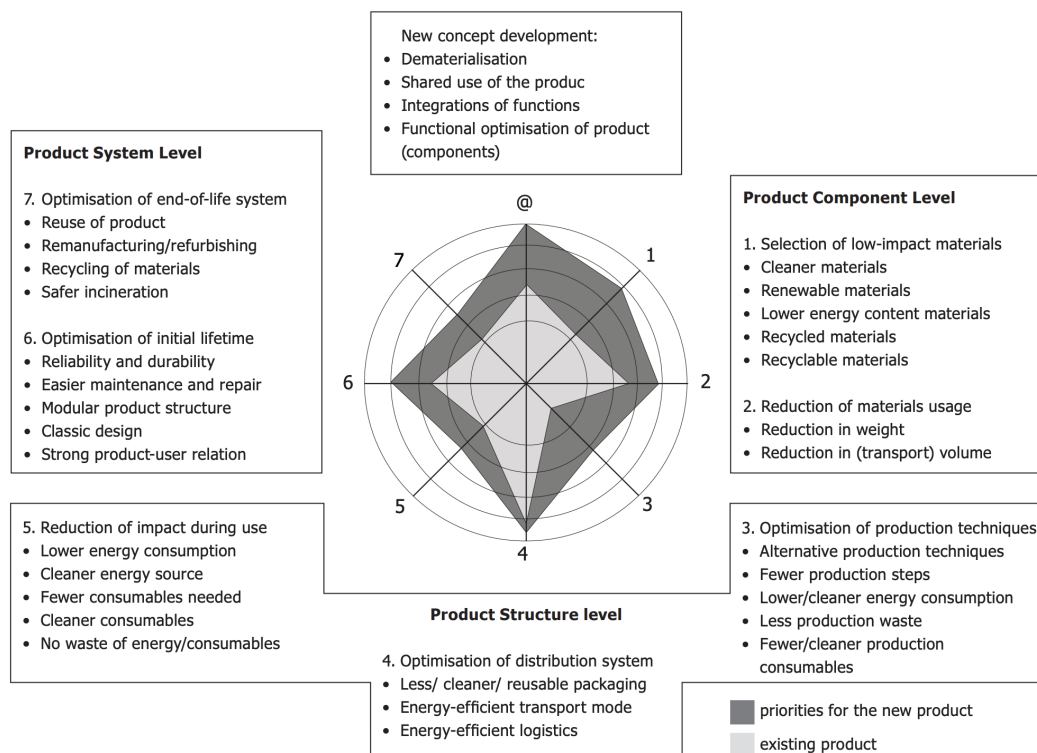 New concept development:
• Dematerialisation
• Shared use of the produc
• Integrations of functions
• Functional optimisation of product
(components)
Product System Level
7. Optimisation of end-of-life system
• Reuse of product
• Remanufacturing/refurbishing
• Recycling of materials
• Safer incineration
6. Optimisation of initial lifetime
• Reliability and durability
• Easier maintenance and repair
• Modular product structure
• Classic design
• Strong product-user relation
@
1
2
3
4
5
6
7
Product Component Level
1. Selection of low-impact materials
• Cleaner materials
• Renewable materials
• Lower energy content materials
• Recycled materials
• Recyclable materials
2. Reduction of materials usage
• Reduction in weight
• Reduction in (transport) volume
5. Reduction of impact during use
• Lower energy consumption
• Cleaner energy source
• Fewer consumables needed
• Cleaner consumables
• No waste of energy/consumables
Product Structure level
4. Optimisation of distribution system
• Less/ cleaner/ reusable packaging
• Energy-efficient transport mode
• Energy-efficient logistics
3. Optimisation of production techniques
• Alternative production techniques
• Fewer production steps
• Lower/cleaner energy consumption
• Less production waste
• Fewer/cleaner production
consumables
priorities for the new product
existing product